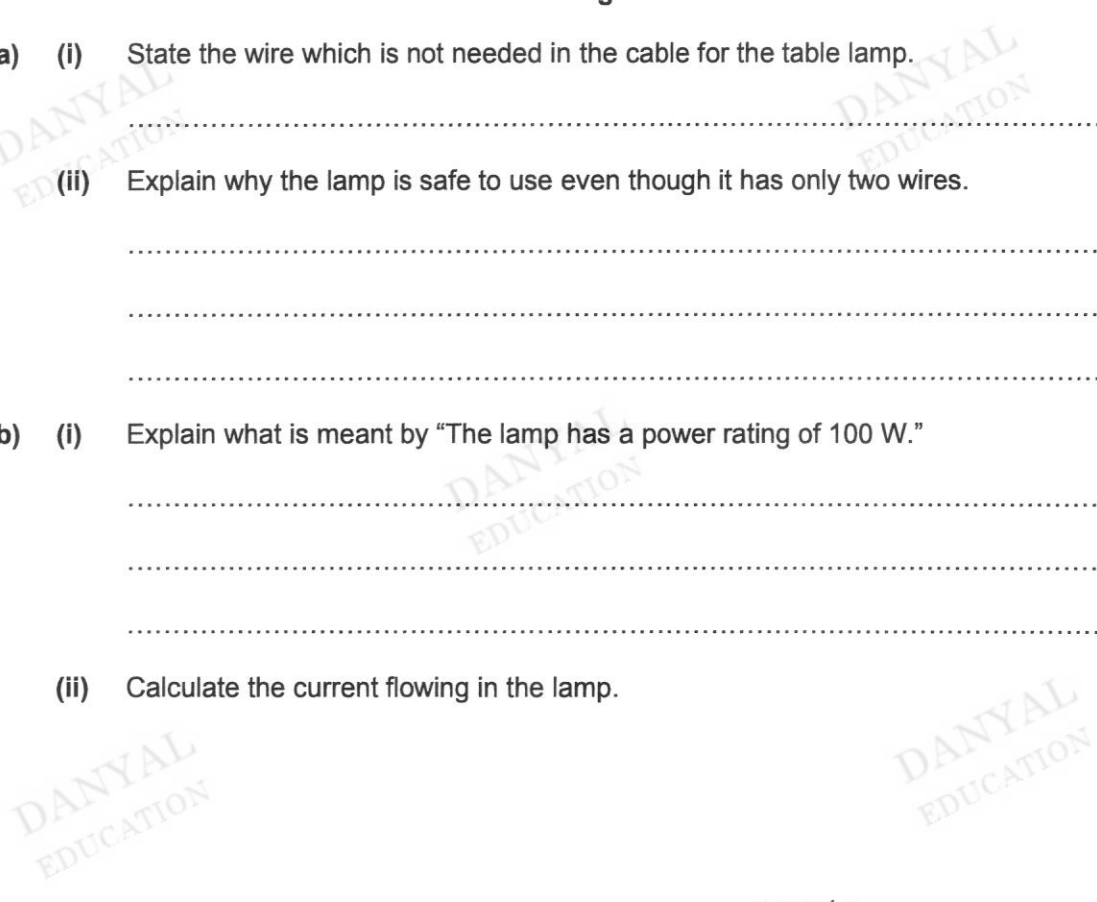 a) (i) State the wire which is not needed in the cable for the table lamp.
(ii) Explain why the lamp is safe to use even though it has only two wires.
b) (i) Explain what is meant by “The lamp has a power rating of 100 W.”
(ii) Calculate the current flowing in the lamp.
DANYAL
EDUCATION
DANYAL
EDUCATION
DANYAL
EDUCATION
DANYAL
EDUCATION
DANYAL
EDUCATION